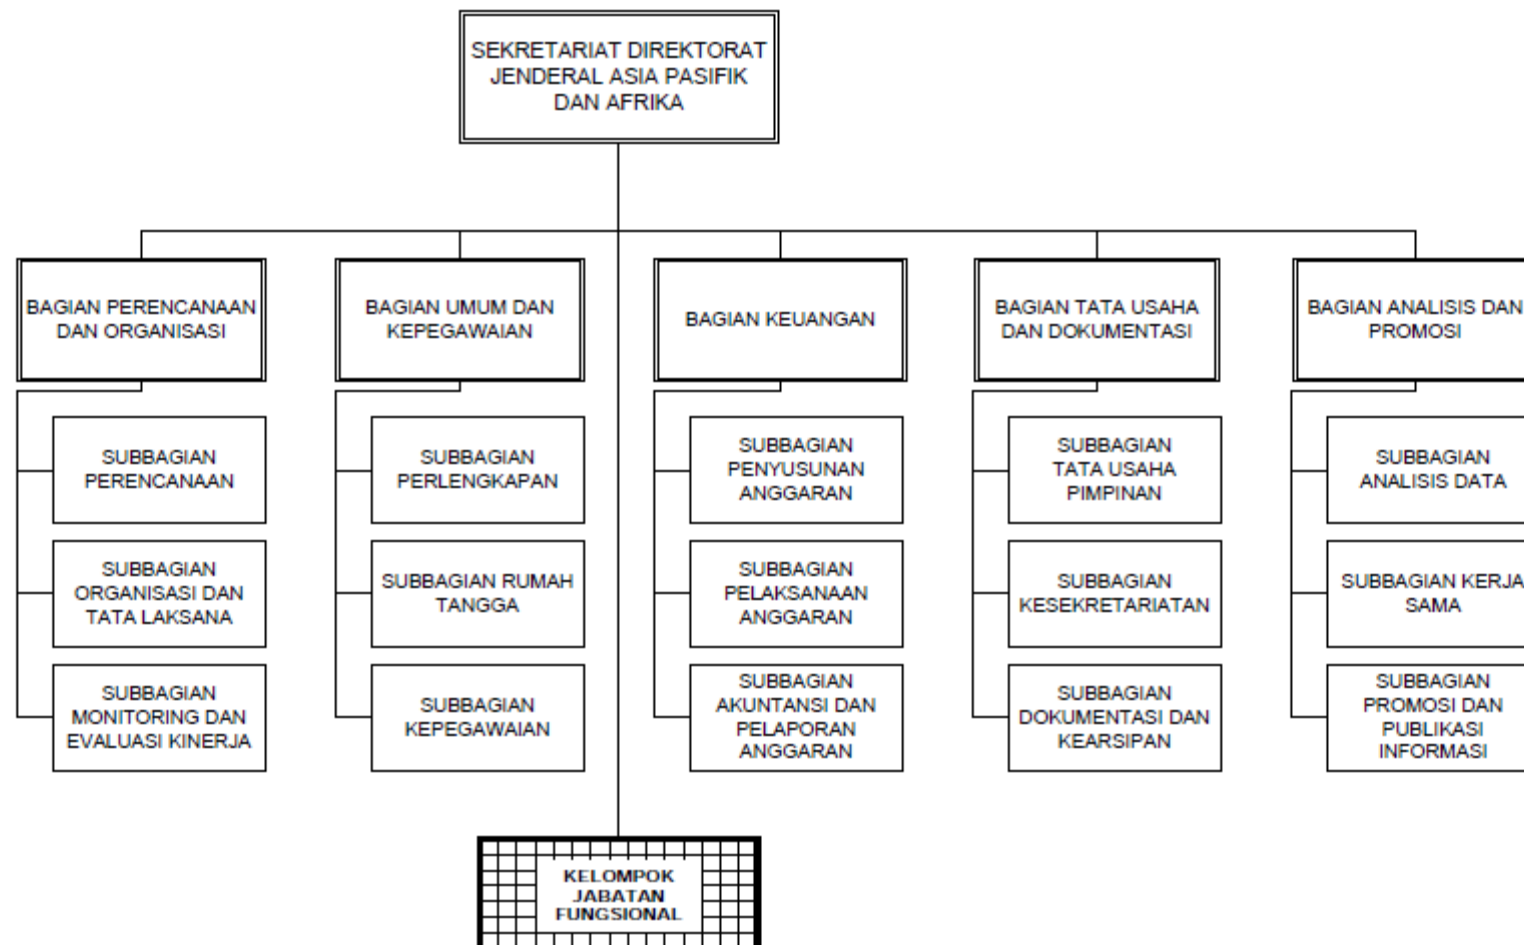 SEKRETARIAT DIREKTORAT
JENDERAL ASIA PASIFIK
DAN AFRIKA
BAGIAN PERENCANAAN
DAN ORGANISASI
BAGIAN UMUM DAN
KEPEGAWAIAN
BAGIAN KEUANGAN
BAGIAN TATA USAHA
DAN DOKUMENTASI
BAGIAN ANALISIS DAN
PROMOSI
SUBBAGIAN
PERENCANAAN
SUBBAGIAN
PERLENGKAPAN
SUBBAGIAN
PENYUSUNAN
ANGGARAN
SUBBAGIAN
TATA USAHA
PIMPINAN
SUBBAGIAN
ANALISIS DATA
SUBBAGIAN
ORGANISASI DAN
TATA LAKSANA
SUBBAGIAN RUMAH
TANGGA
SUBBAGIAN
PELAKSANAAN
ANGGARAN
SUBBAGIAN
KESEKRETARIATAN
SUBBAGIAN KERJA
SAMA
SUBBAGIAN
MONITORING DAN
EVALUASI KINERJA
SUBBAGIAN
KEPEGAWAIAN
SUBBAGIAN
AKUNTANSI DAN
PELAPORAN
ANGGARAN
SUBBAGIAN
DOKUMENTASI DAN
KEARSIPAN
SUBBAGIAN
PROMOSI DAN
PUBLIKASI
INFORMASI
KELOMPOK
JABATAN
FUNGSIONAL